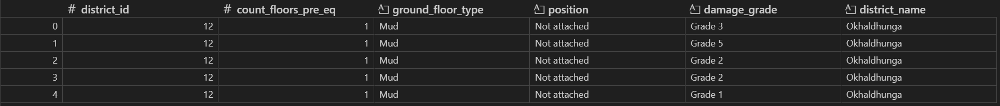 # district_id # count_floors_pre_eq A ground_floor_type A position A damage_grade A district_name
0 12 1 Mud Not attached Grade 3 Okhaldhunga
1 12 1 Mud Not attached Grade 5 Okhaldhunga
2 12 1 Mud Not attached Grade 2 Okhaldhunga
3 12 1 Mud Not attached Grade 2 Okhaldhunga
4 12 1 Mud Not attached Grade 1 Okhaldhunga